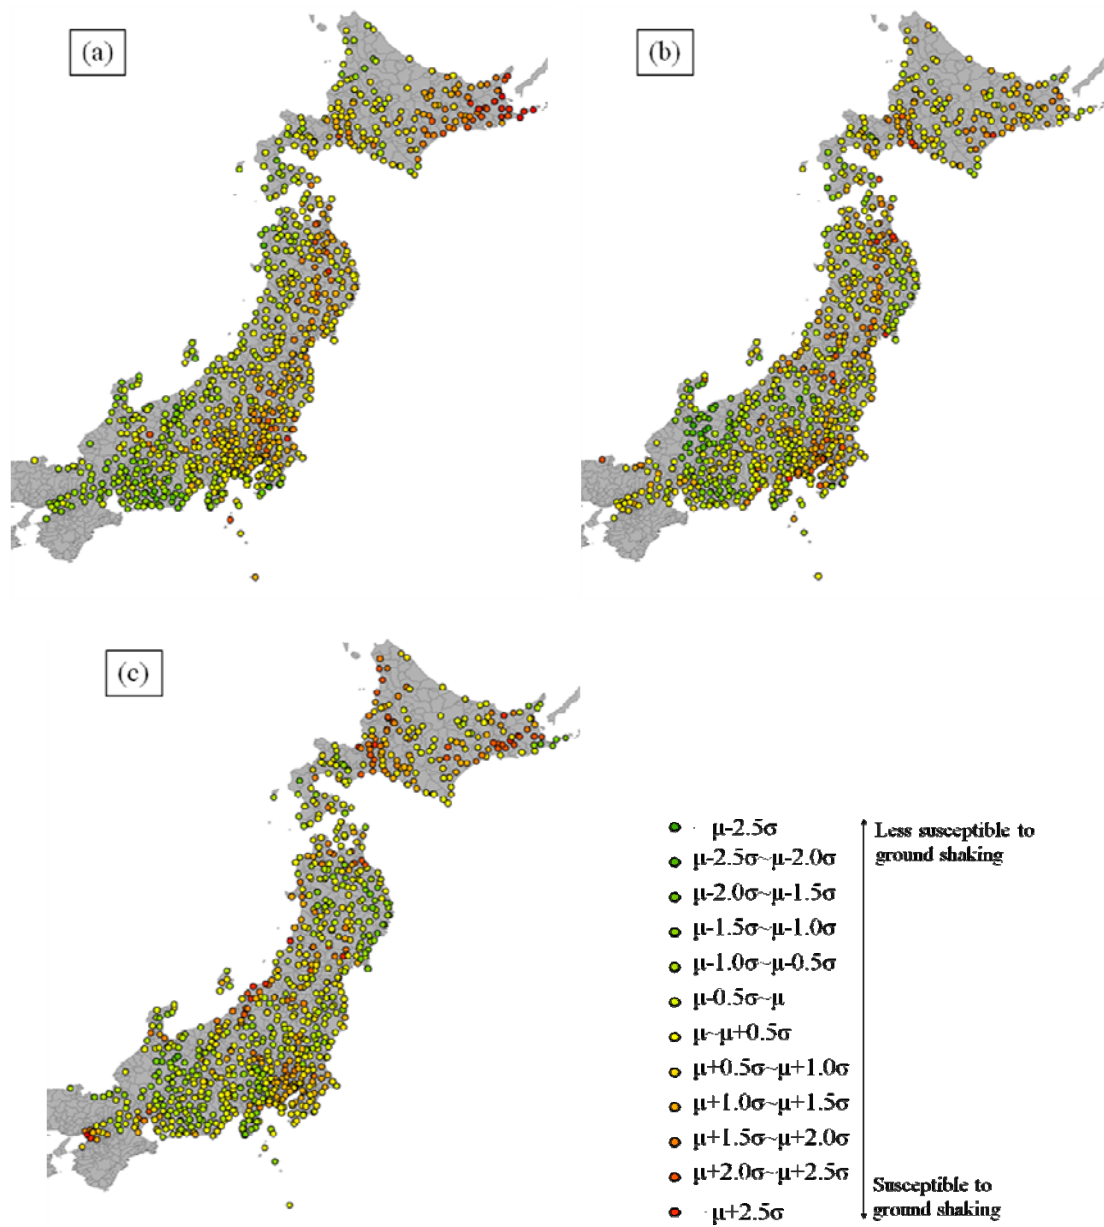 (a)
(b)
(c)
μ-2.5σ
μ-2.5σ~μ-2.0σ
μ-2.0σ~μ-1.5σ
μ-1.5σ~μ-1.0σ
μ-1.0σ~μ-0.5σ
μ-0.5σ~μ
μ~μ+0.5σ
μ+0.5σ~μ+1.0σ
μ+1.0σ~μ+1.5σ
μ+1.5σ~μ+2.0σ
μ+2.0σ~μ+2.5σ
μ+2.5σ
Less susceptible to
ground shaking
Susceptible to
ground shaking